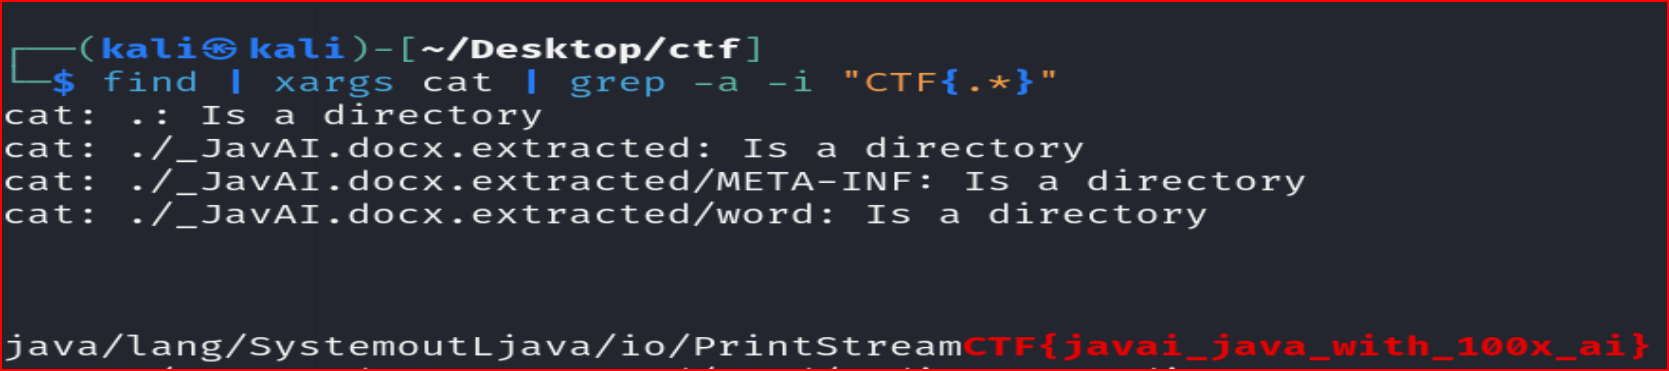 ┌──(kali㉿kali)-[~/Desktop/ctf]
└─$ find | xargs cat | grep -a -i "CTF{.*}"
cat: .: Is a directory
cat: ./_JavAI.docx.extracted: Is a directory
cat: ./_JavAI.docx.extracted/META-INF: Is a directory
cat: ./_JavAI.docx.extracted/word: Is a directory
java/lang/SystemoutLjava/io/PrintStreamCTF{javai_java_with_100x_ai}